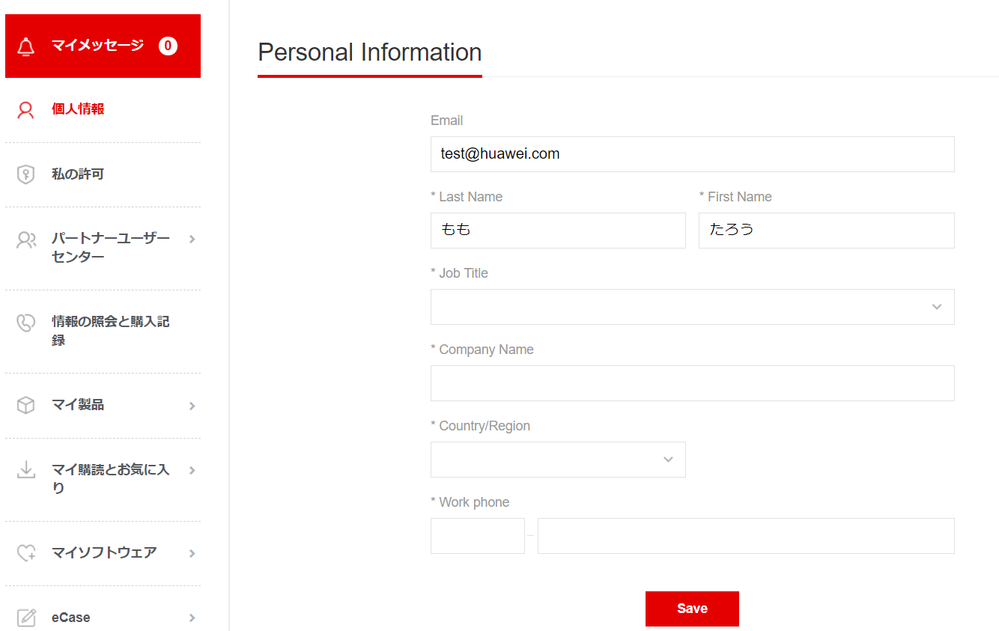 マイメッセージ 0
個人情報
私の許可
パートナーユーザー
センター
情報の照会と購入記
録
マイ製品
マイ購読とお気に入
り
マイソフトウェア
eCase
Personal Information
Email
test@huawei.com
* Last Name * First Name
もも たろう
* Job Title
* Company Name
* Country/Region
* Work phone
Save